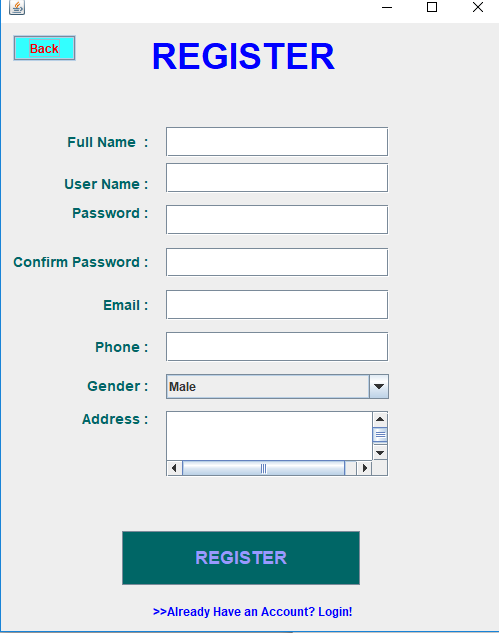 Back
REGISTER
Full Name :
User Name :
Password :
Confirm Password :
Email :
Phone :
Gender :
Male
Address :
REGISTER
>>Already Have an Account? Login!